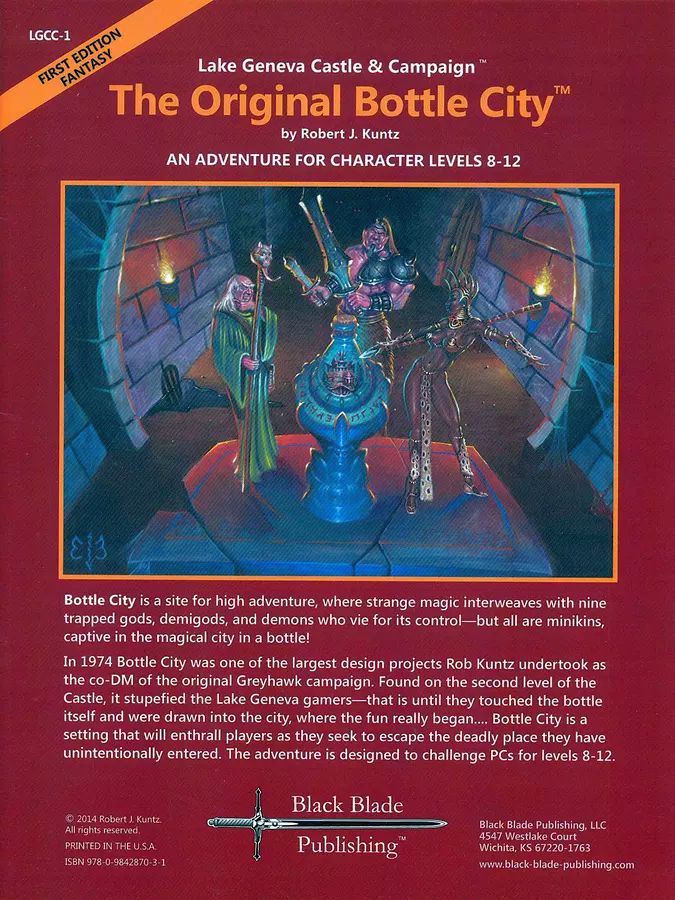 LGCC-1
FIRST EDITION
FANTASY
Lake Geneva Castle & Campaign™
The Original Bottle City™
by Robert J. Kuntz
AN ADVENTURE FOR CHARACTER LEVELS 8-12
Bottle City is a site for high adventure, where strange magic interweaves with nine
trapped gods, demigods, and demons who vie for its control—but all are minikins,
captive in the magical city in a bottle!
In 1974 Bottle City was one of the largest design projects Rob Kuntz undertook as
the co-DM of the original Greyhawk campaign. Found on the second level of the
Castle, it stupefied the Lake Geneva gamers—that is until they touched the bottle
itself and were drawn into the city, where the fun really began.... Bottle City is a
setting that will enthrall players as they seek to escape the deadly place they have
unintentionally entered. The adventure is designed to challenge PCs for levels 8-12.
© 2014 Robert J. Kuntz.
All rights reserved.
PRINTED IN THE U.S.A.
ISBN 978-0-9842870-3-1
Black Blade
Publishing™
Black Blade Publishing, LLC
4547 Westlake Court
Wichita, KS 67220-1763
www.black-blade-publishing.com